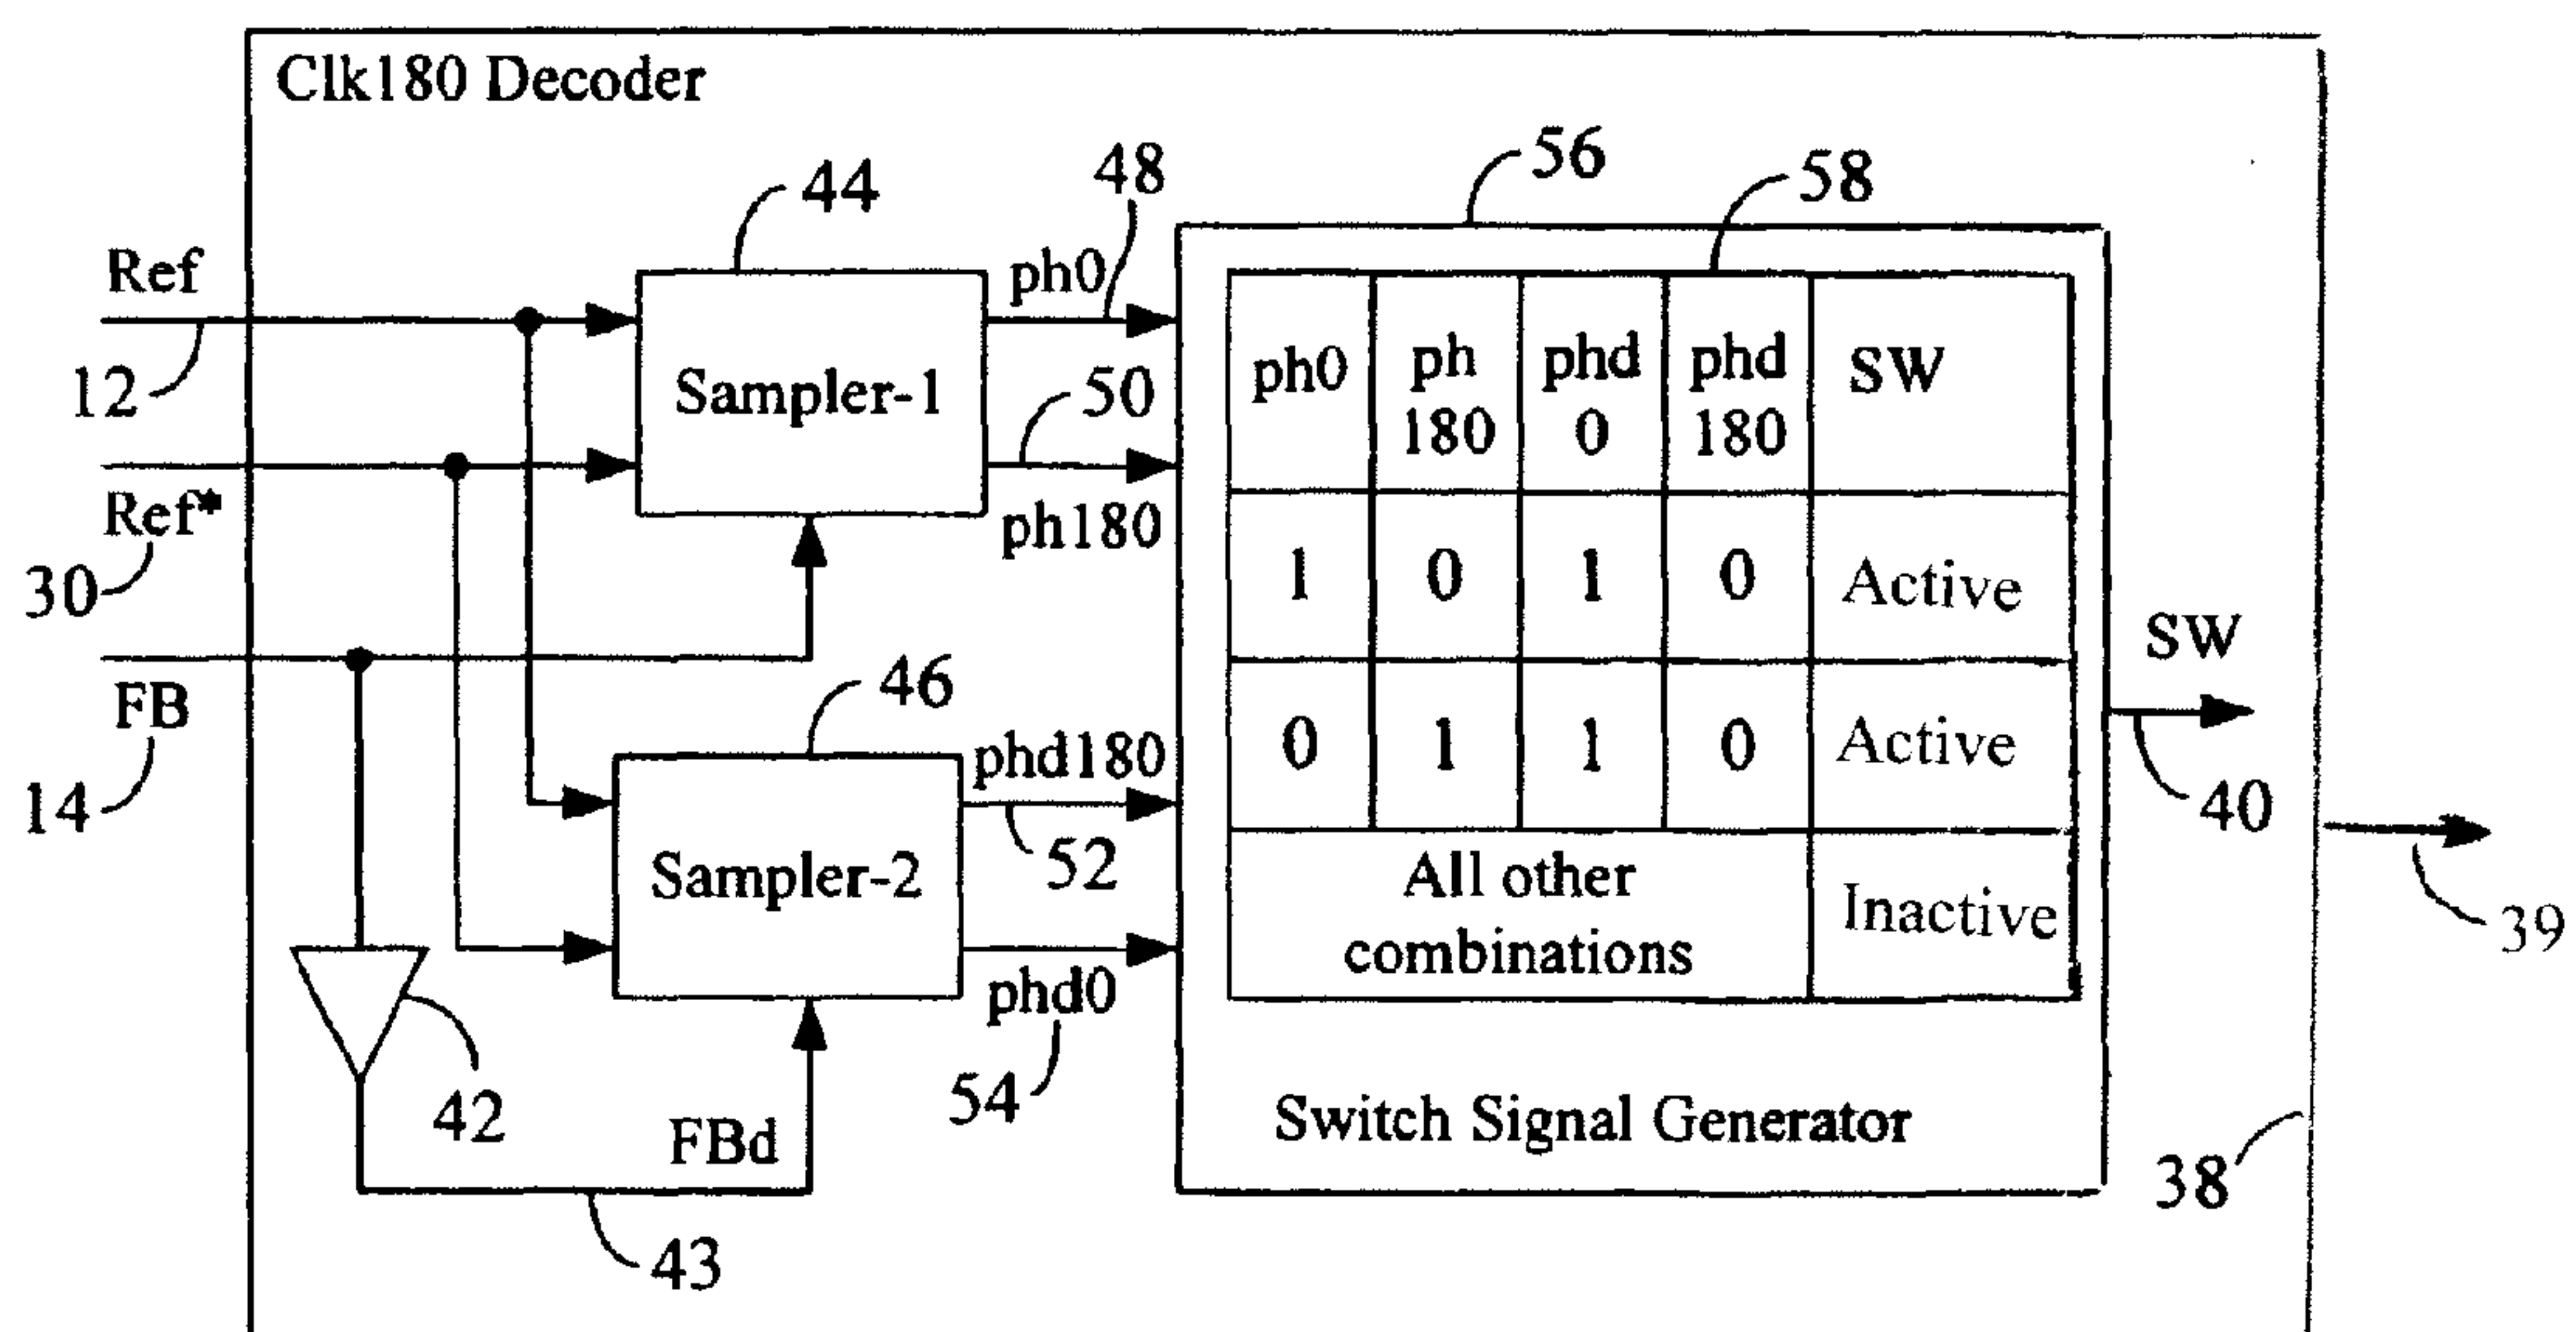 Clk180 Decoder
56
48
58
44
Ref
ph0
12
Sampler-1
50
ph0 ph 180 phd 0 phd 180 SW
Ref*
ph180
30
1 0 1 0 Active
SW
FB
46
14
phd180
0 1 1 0 Active
40
52
Sampler-2
All other
combinations
Inactive
39
phd0
54
42
FBd
Switch Signal Generator
38
43